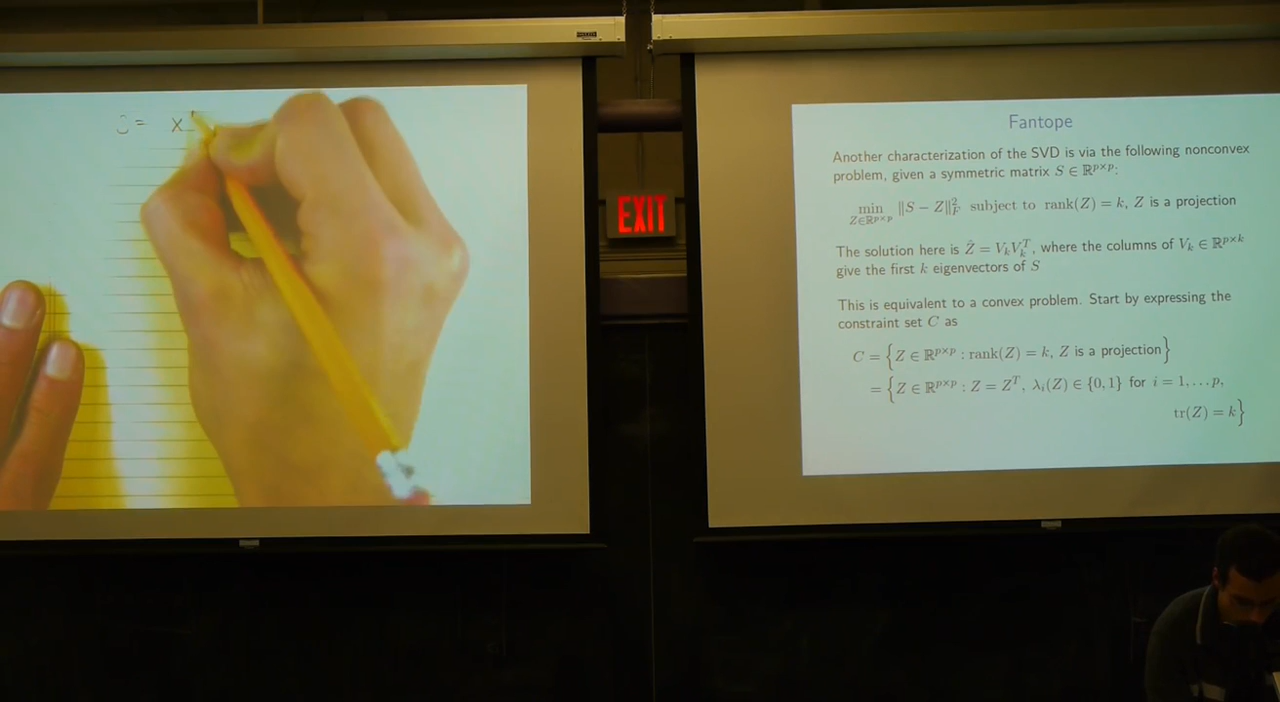 S = X
EXIT
Fantope
Another characterization of the SVD is via the following nonconvex
problem, given a symmetric matrix S ∈ ℝ^{p×p}:
min_{Z∈ℝ^{p×p}} ‖S − Z‖²_F subject to rank(Z) = k, Z is a projection
The solution here is Ẑ = V_k V_k^T, where the columns of V_k ∈ ℝ^{p×k}
give the first k eigenvectors of S
This is equivalent to a convex problem. Start by expressing the
constraint set C as
C = {Z ∈ ℝ^{p×p} : rank(Z) = k, Z is a projection}
= {Z ∈ ℝ^{p×p} : Z = Z^T, λ_i(Z) ∈ {0, 1} for i = 1, . . . p,
tr(Z) = k}